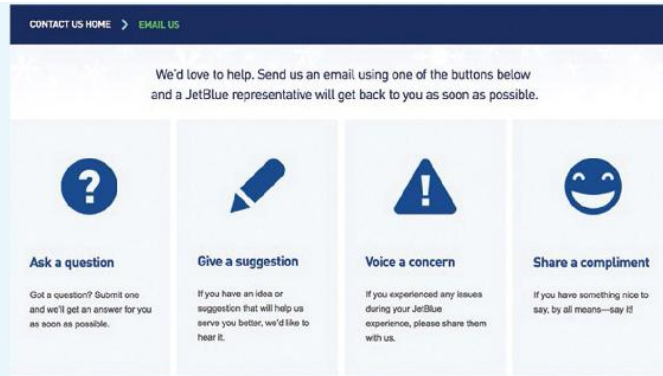 CONTACT US HOME > EMAIL US
We'd love to help. Send us an email using one of the buttons below
and a JetBlue representative will get back to you as soon as possible.
?
!
Ask a question
Got a question? Submit one
and we'll get an answer for you
as soon as possible.
Give a suggestion
If you have an idea or
suggestion that will help us
serve you better, we'd like to
hear it.
Voice a concern
If you experienced any issues
during your JetBlue
experience, please share them
with us.
Share a compliment
If you have something nice to
say, by all means—say it!